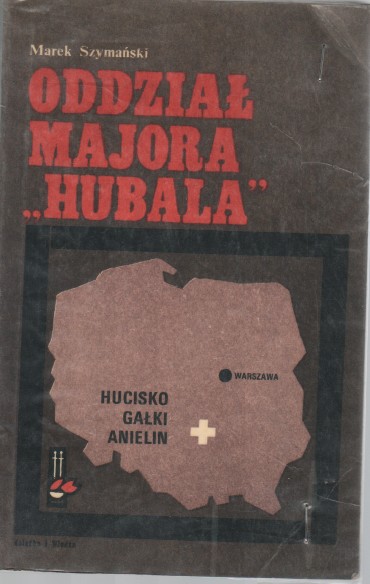 Marek Szymański
ODDZIAŁ
MAJORA
„HUBALA”
WARSZAWA
HUCISKO
GAŁKI
ANIELIN